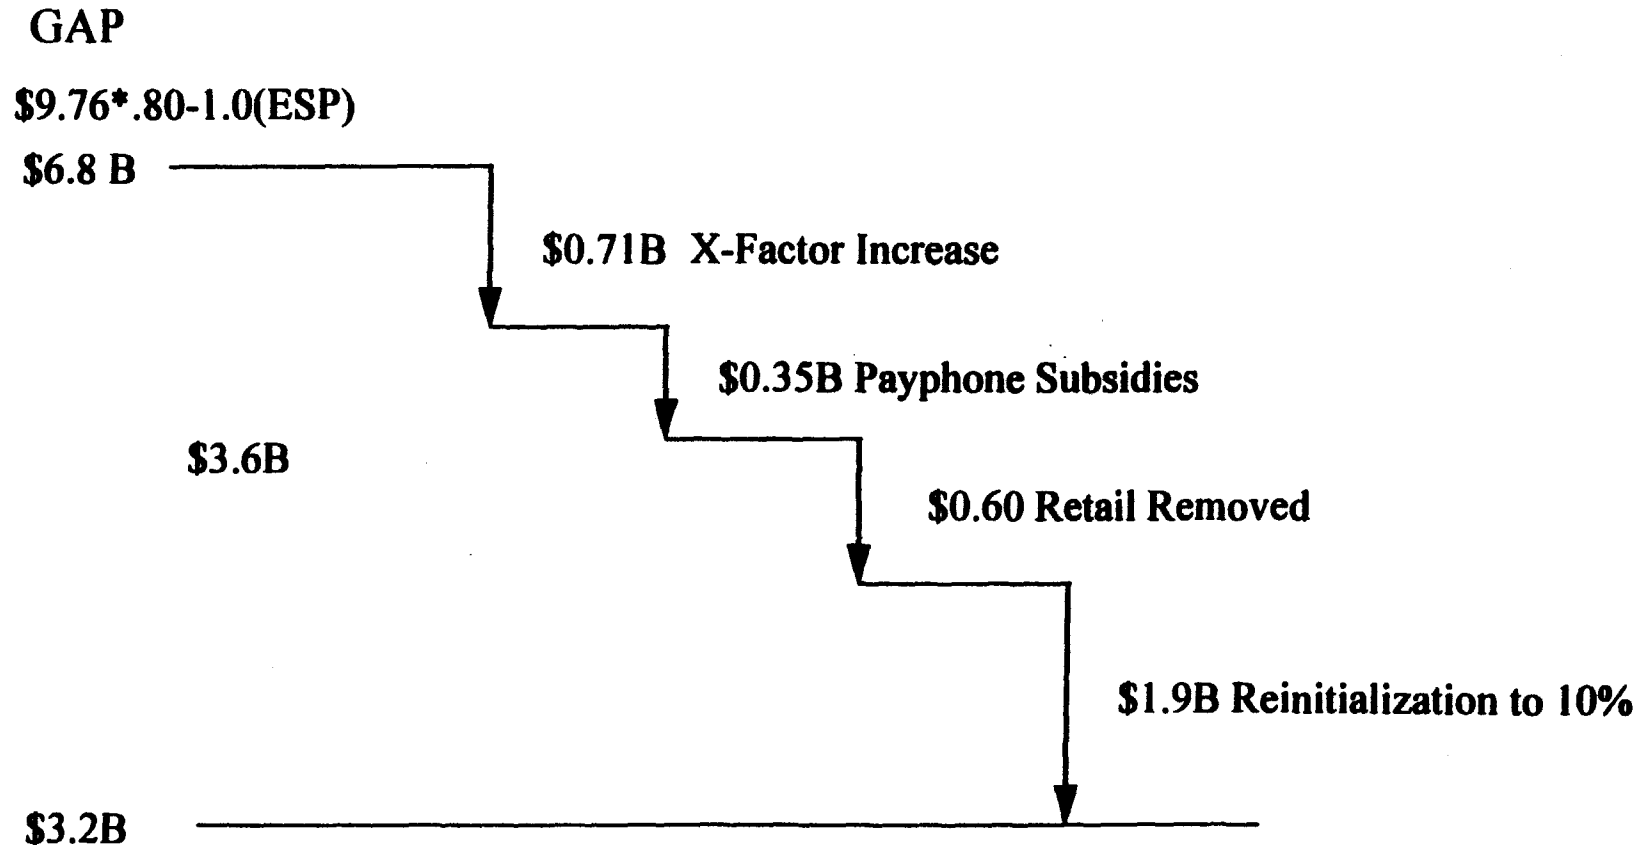 GAP
$9.76*.80-1.0(ESP)
$6.8 B
$0.71B X-Factor Increase
$0.35B Payphone Subsidies
$3.6B
$0.60 Retail Removed
$1.9B Reinitialization to 10%
$3.2B